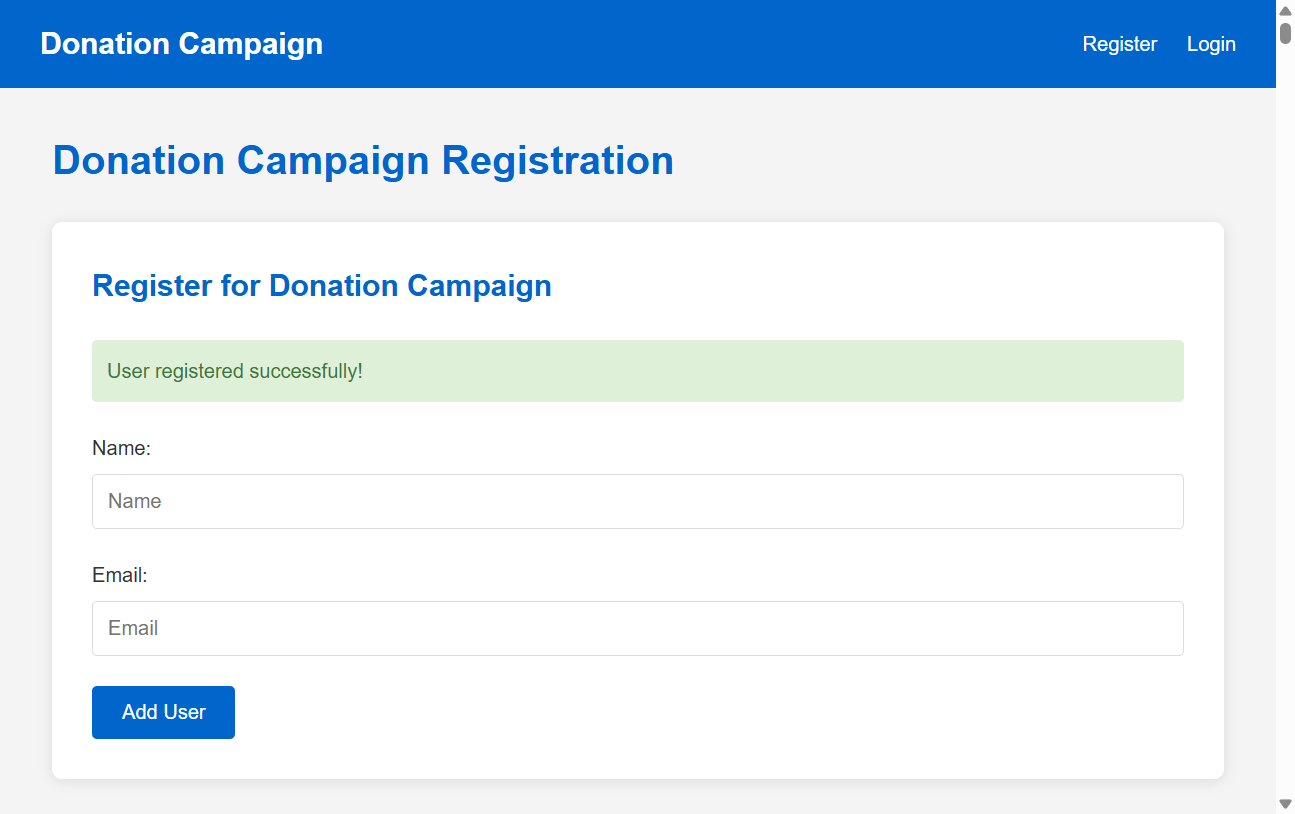 Donation Campaign
Register Login
Donation Campaign Registration
Register for Donation Campaign
User registered successfully!
Name:
Name
Email:
Email
Add User